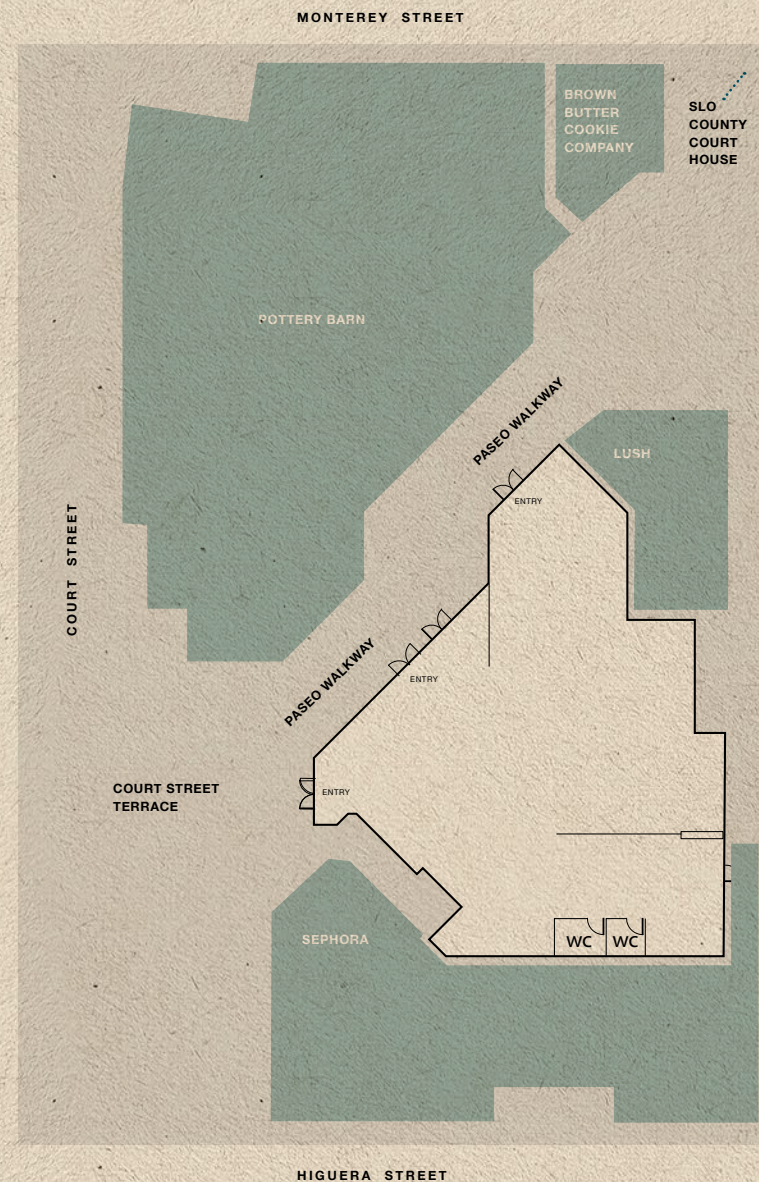 MONTEREY STREET
BROWN
BUTTER
COOKIE
COMPANY
SLO
COUNTY
COURT
HOUSE
POTTERY BARN
PASEO WALKWAY
LUSH
ENTRY
COURT STREET
PASEO WALKWAY
ENTRY
COURT STREET
TERRACE
ENTRY
SEPHORA
WC
WC
HIGUERA STREET